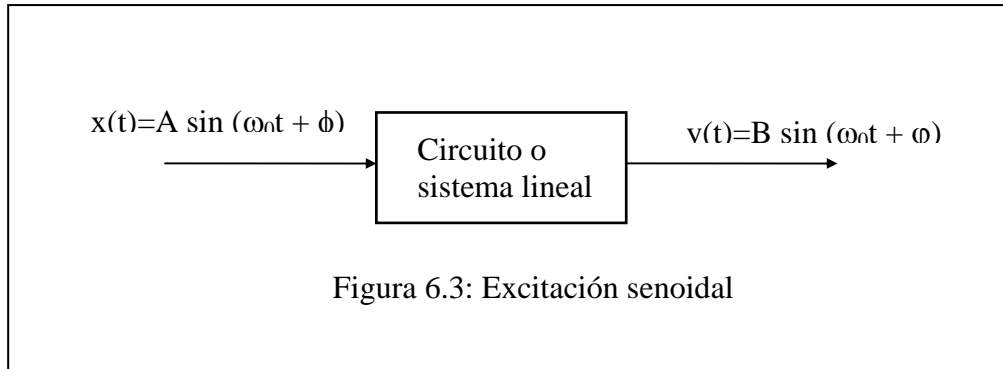 x(t)=A sin (ω₀t + ϕ)
Circuito o
sistema lineal
y(t)=B sin (ω₀t + φ)
Figura 6.3: Excitación senoidal